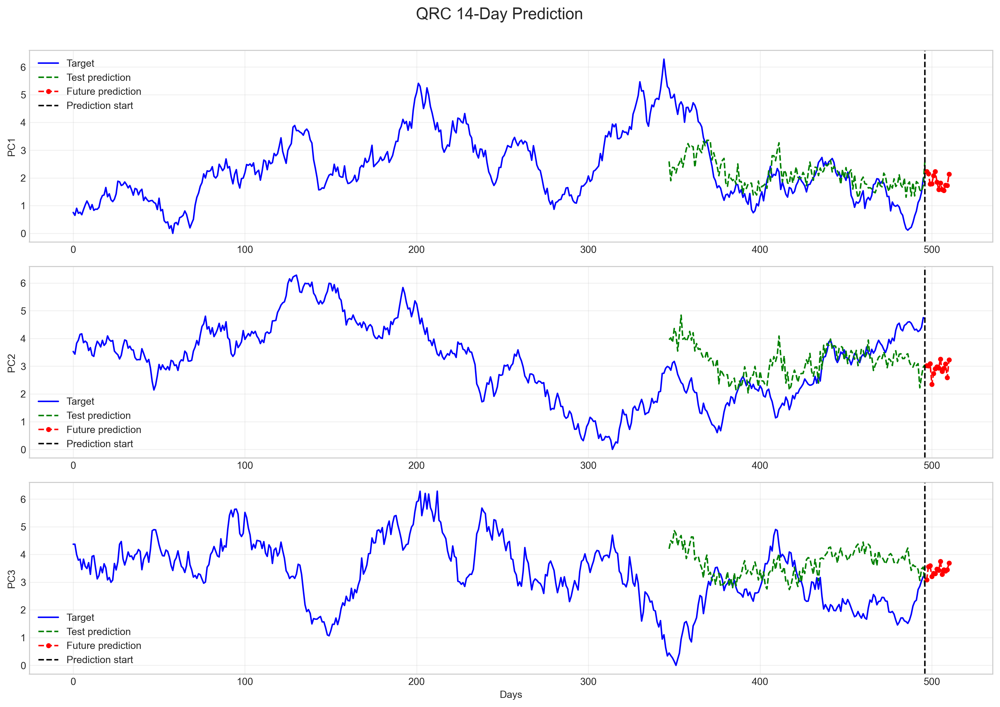 QRC 14-Day Prediction
Target
Test prediction
Future prediction
Prediction start
PC1
6
5
4
3
2
1
0
0 100 200 300 400 500
PC2
6
5
4
3
2
1
0
Target
Test prediction
Future prediction
Prediction start
0 100 200 300 400 500
PC3
6
5
4
3
2
1
0
Target
Test prediction
Future prediction
Prediction start
0 100 200 300 400 500
Days